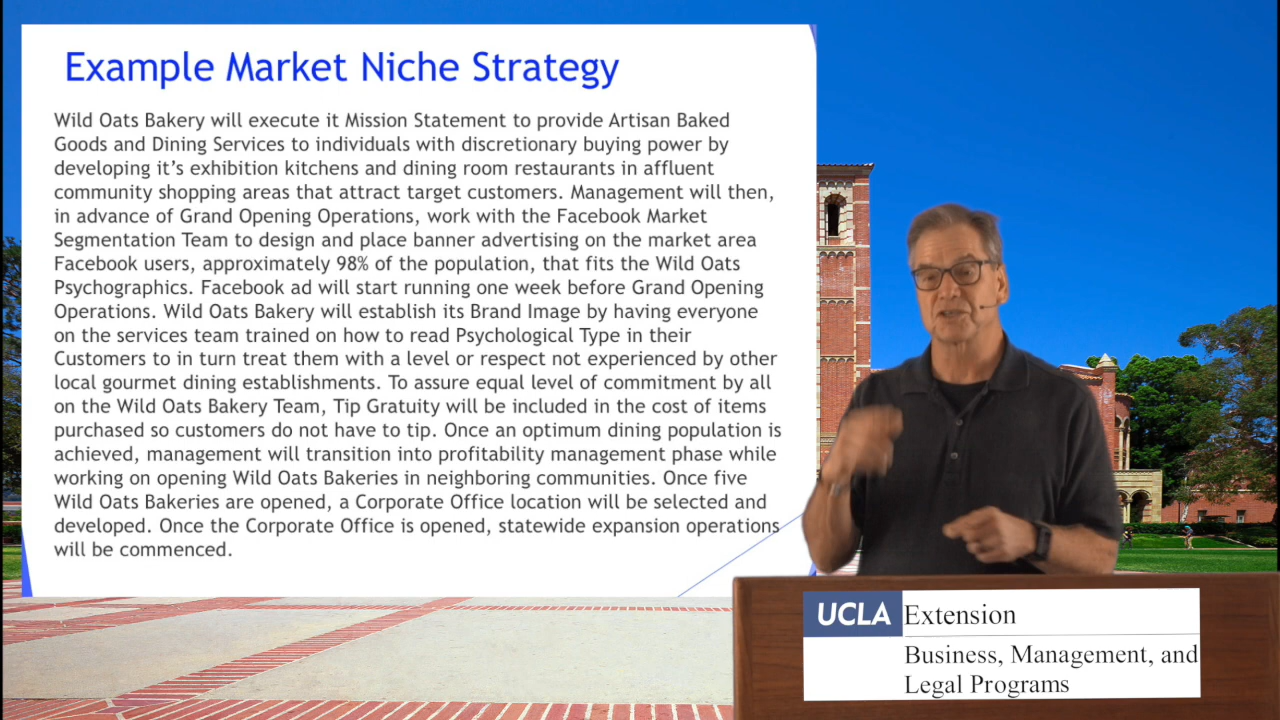 Example Market Niche Strategy
Wild Oats Bakery will execute it Mission Statement to provide Artisan Baked
Goods and Dining Services to individuals with discretionary buying power by
developing it’s exhibition kitchens and dining room restaurants in affluent
community shopping areas that attract target customers. Management will then,
in advance of Grand Opening Operations, work with the Facebook Market
Segmentation Team to design and place banner advertising on the market area
Facebook users, approximately 98% of the population, that fits the Wild Oats
Psychographics. Facebook ad will start running one week before Grand Opening
Operations. Wild Oats Bakery will establish its Brand Image by having everyone
on the services team trained on how to read Psychological Type in their
Customers to in turn treat them with a level or respect not experienced by other
local gourmet dining establishments. To assure equal level of commitment by all
on the Wild Oats Bakery Team, Tip Gratuity will be included in the cost of items
purchased so customers do not have to tip. Once an optimum dining population is
achieved, management will transition into profitability management phase while
working on opening Wild Oats Bakeries in neighboring communities. Once five
Wild Oats Bakeries are opened, a Corporate Office location will be selected and
developed. Once the Corporate Office is opened, statewide expansion operations
will be commenced.
UCLA Extension
Business, Management, and
Legal Programs